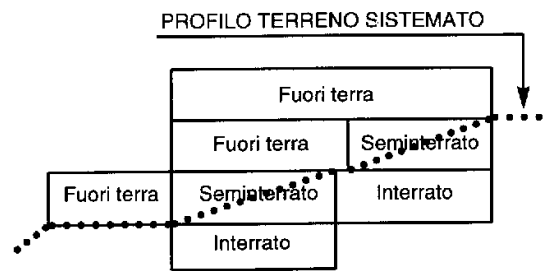 PROFILO TERRENO SISTEMATO
Fuori terra
Fuori terra Seminterrato
Fuori terra Seminterrato Interrato
Interrato